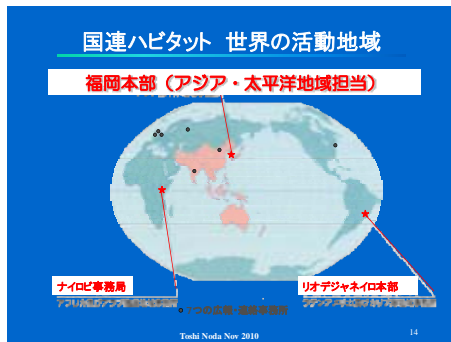 国連ハビタット 世界の活動地域
福岡本部（アジア・太平洋地域担当）
ナイロビ事務局
リオデジャネイロ本部
Toshi Noda Nov 2010
14